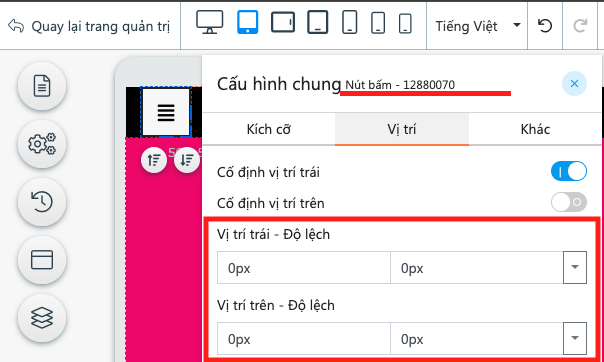 Quay lại trang quản trị
Tiếng Việt
Cấu hình chung Nút bấm - 12880070
Kích cỡ
Vị trí
Khác
Cố định vị trí trái
Cố định vị trí trên
Vị trí trái - Độ lệch
0px
0px
Vị trí trên - Độ lệch
0px
0px